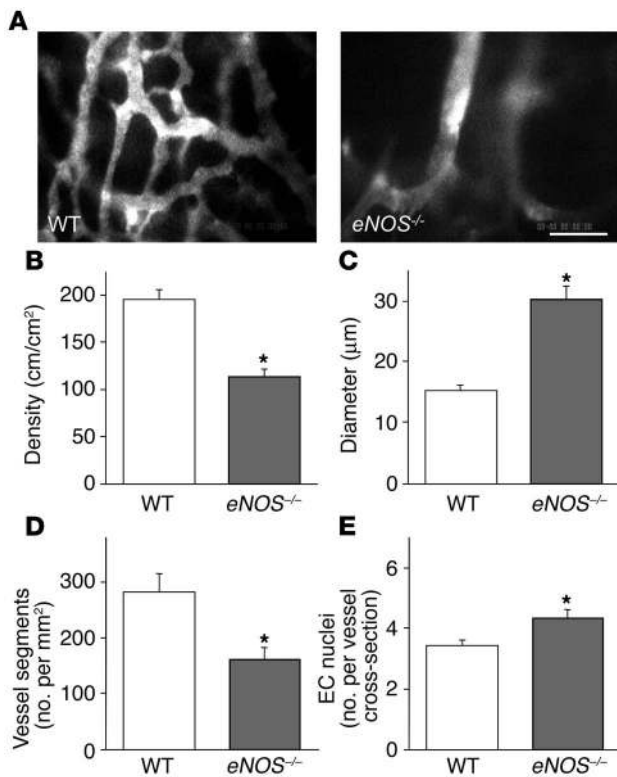 A
WT
eNOS⁻/⁻
B
C
Density (cm/cm²)
200
150
100
50
0
WT
eNOS⁻/⁻
*
Diameter (μm)
30
15
0
WT
eNOS⁻/⁻
*
D
E
Vessel segments
(no. per mm²)
300
200
100
0
WT
eNOS⁻/⁻
*
EC nuclei
(no. per vessel
cross-section)
6
4
2
0
WT
eNOS⁻/⁻
*